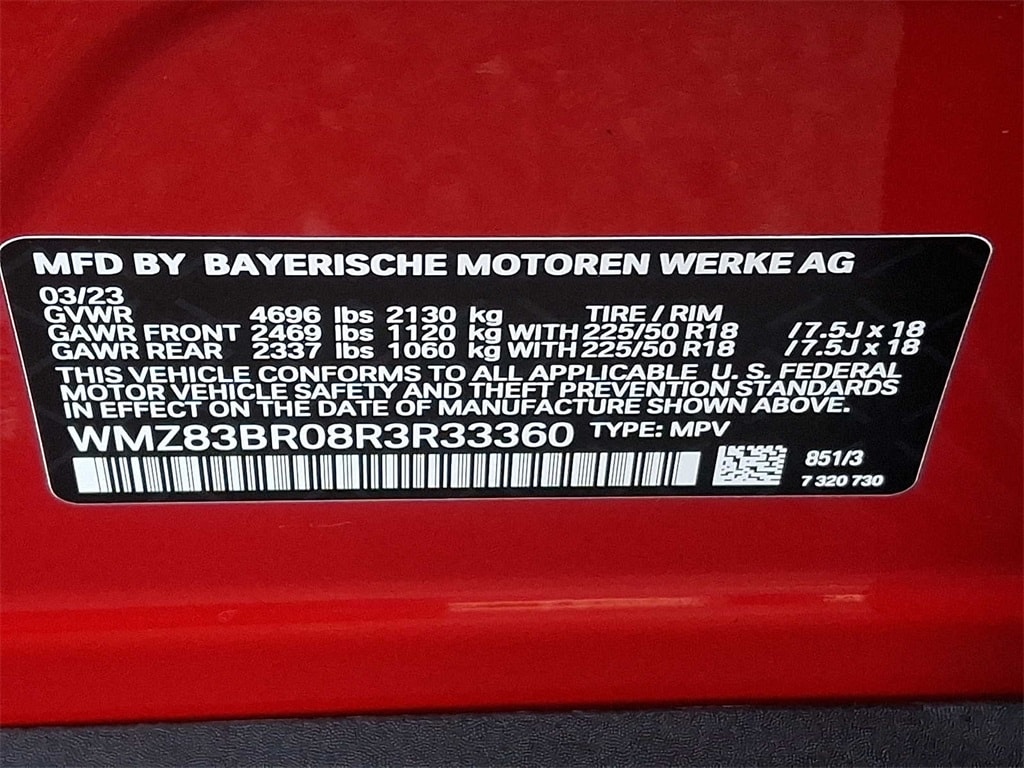 MFD BY BAYERISCHE MOTOREN WERKE AG
03/23
GVWR 4696 lbs 2130 kg TIRE / RIM
GAWR FRONT 2469 lbs 1120 kg WITH 225/50 R18 / 7.5J x 18
GAWR REAR 2337 lbs 1060 kg WITH 225/50 R18 / 7.5J x 18
THIS VEHICLE CONFORMS TO ALL APPLICABLE U. S. FEDERAL
MOTOR VEHICLE SAFETY AND THEFT PREVENTION STANDARDS
IN EFFECT ON THE DATE OF MANUFACTURE SHOWN ABOVE.
WMZ83BR08R3R33360 TYPE: MPV
851/3
7 320 730